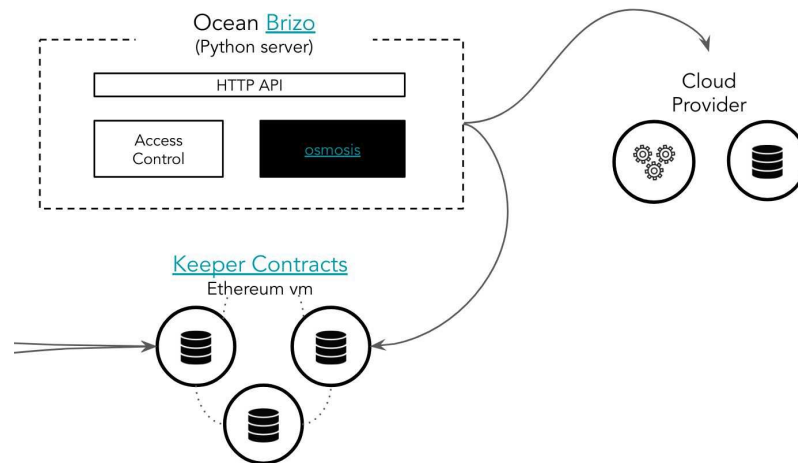 Ocean Brizo
(Python server)
HTTP API
Access
Control
osmosis
Cloud
Provider
Keeper Contracts
Ethereum vm